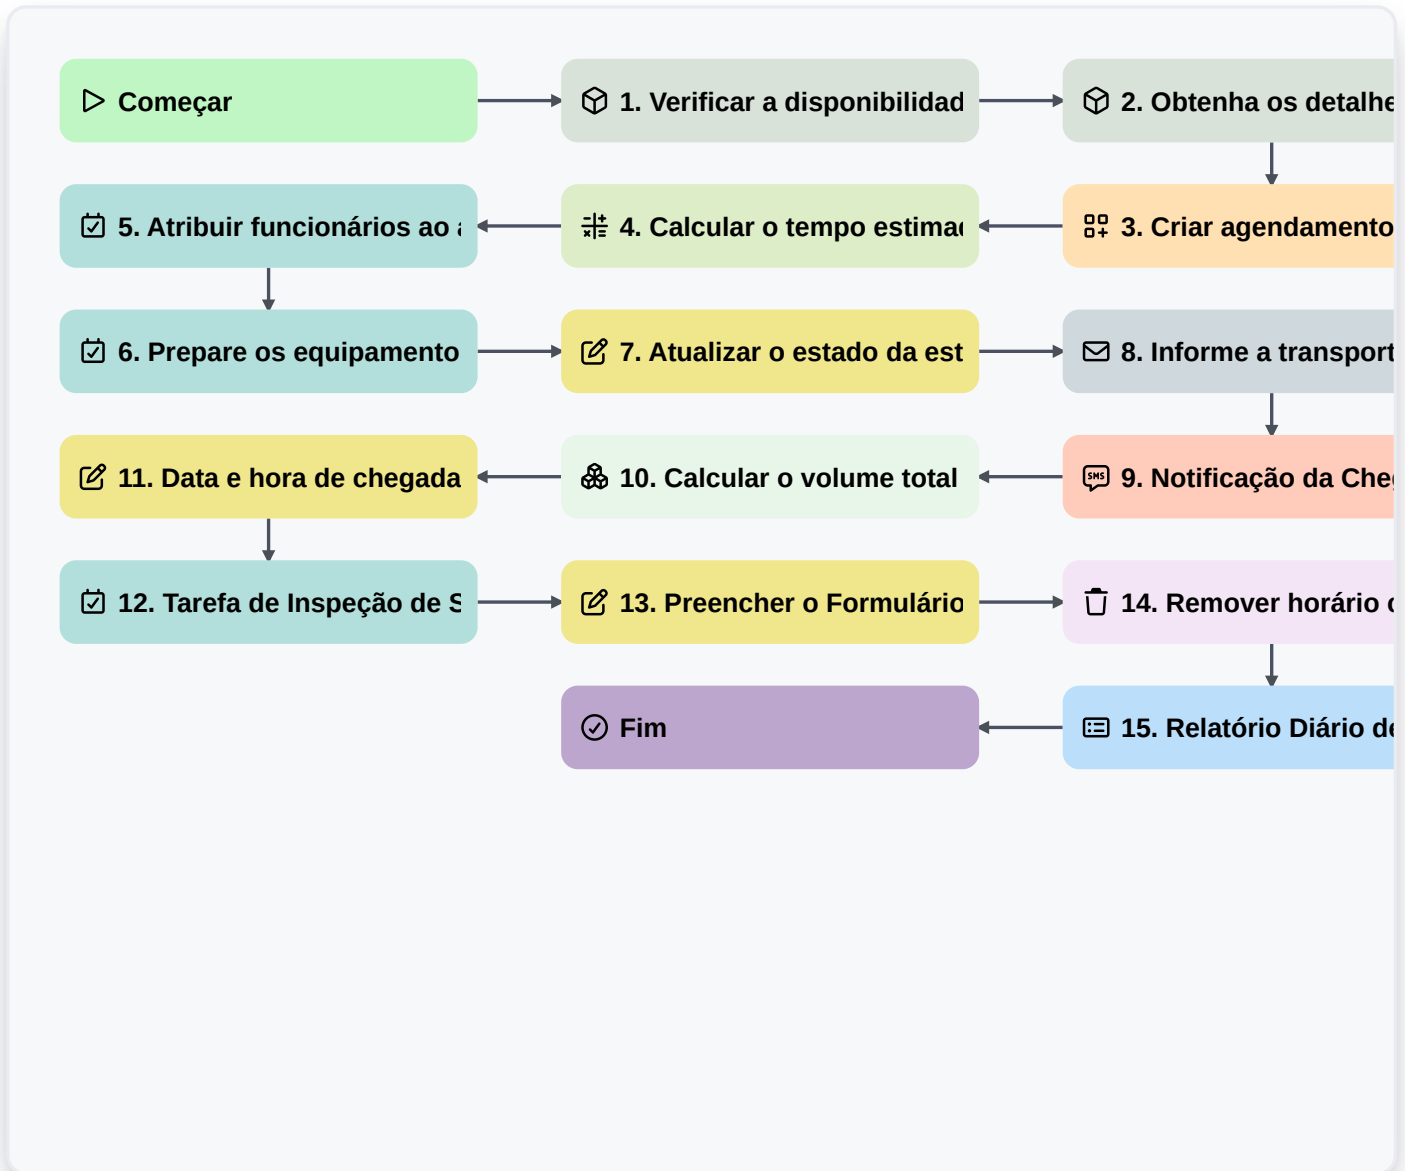 Começar
1. Verificar a disponibilidad
2. Obtenha os detalhe
5. Atribuir funcionários ao
4. Calcular o tempo estima
3. Criar agendamento
6. Prepare os equipamento
7. Atualizar o estado da est
8. Informe a transport
11. Data e hora de chegada
10. Calcular o volume total
9. Notificação da Che
12. Tarefa de Inspeção de S
13. Preencher o Formulário
14. Remover horário
Fim
15. Relatório Diário de